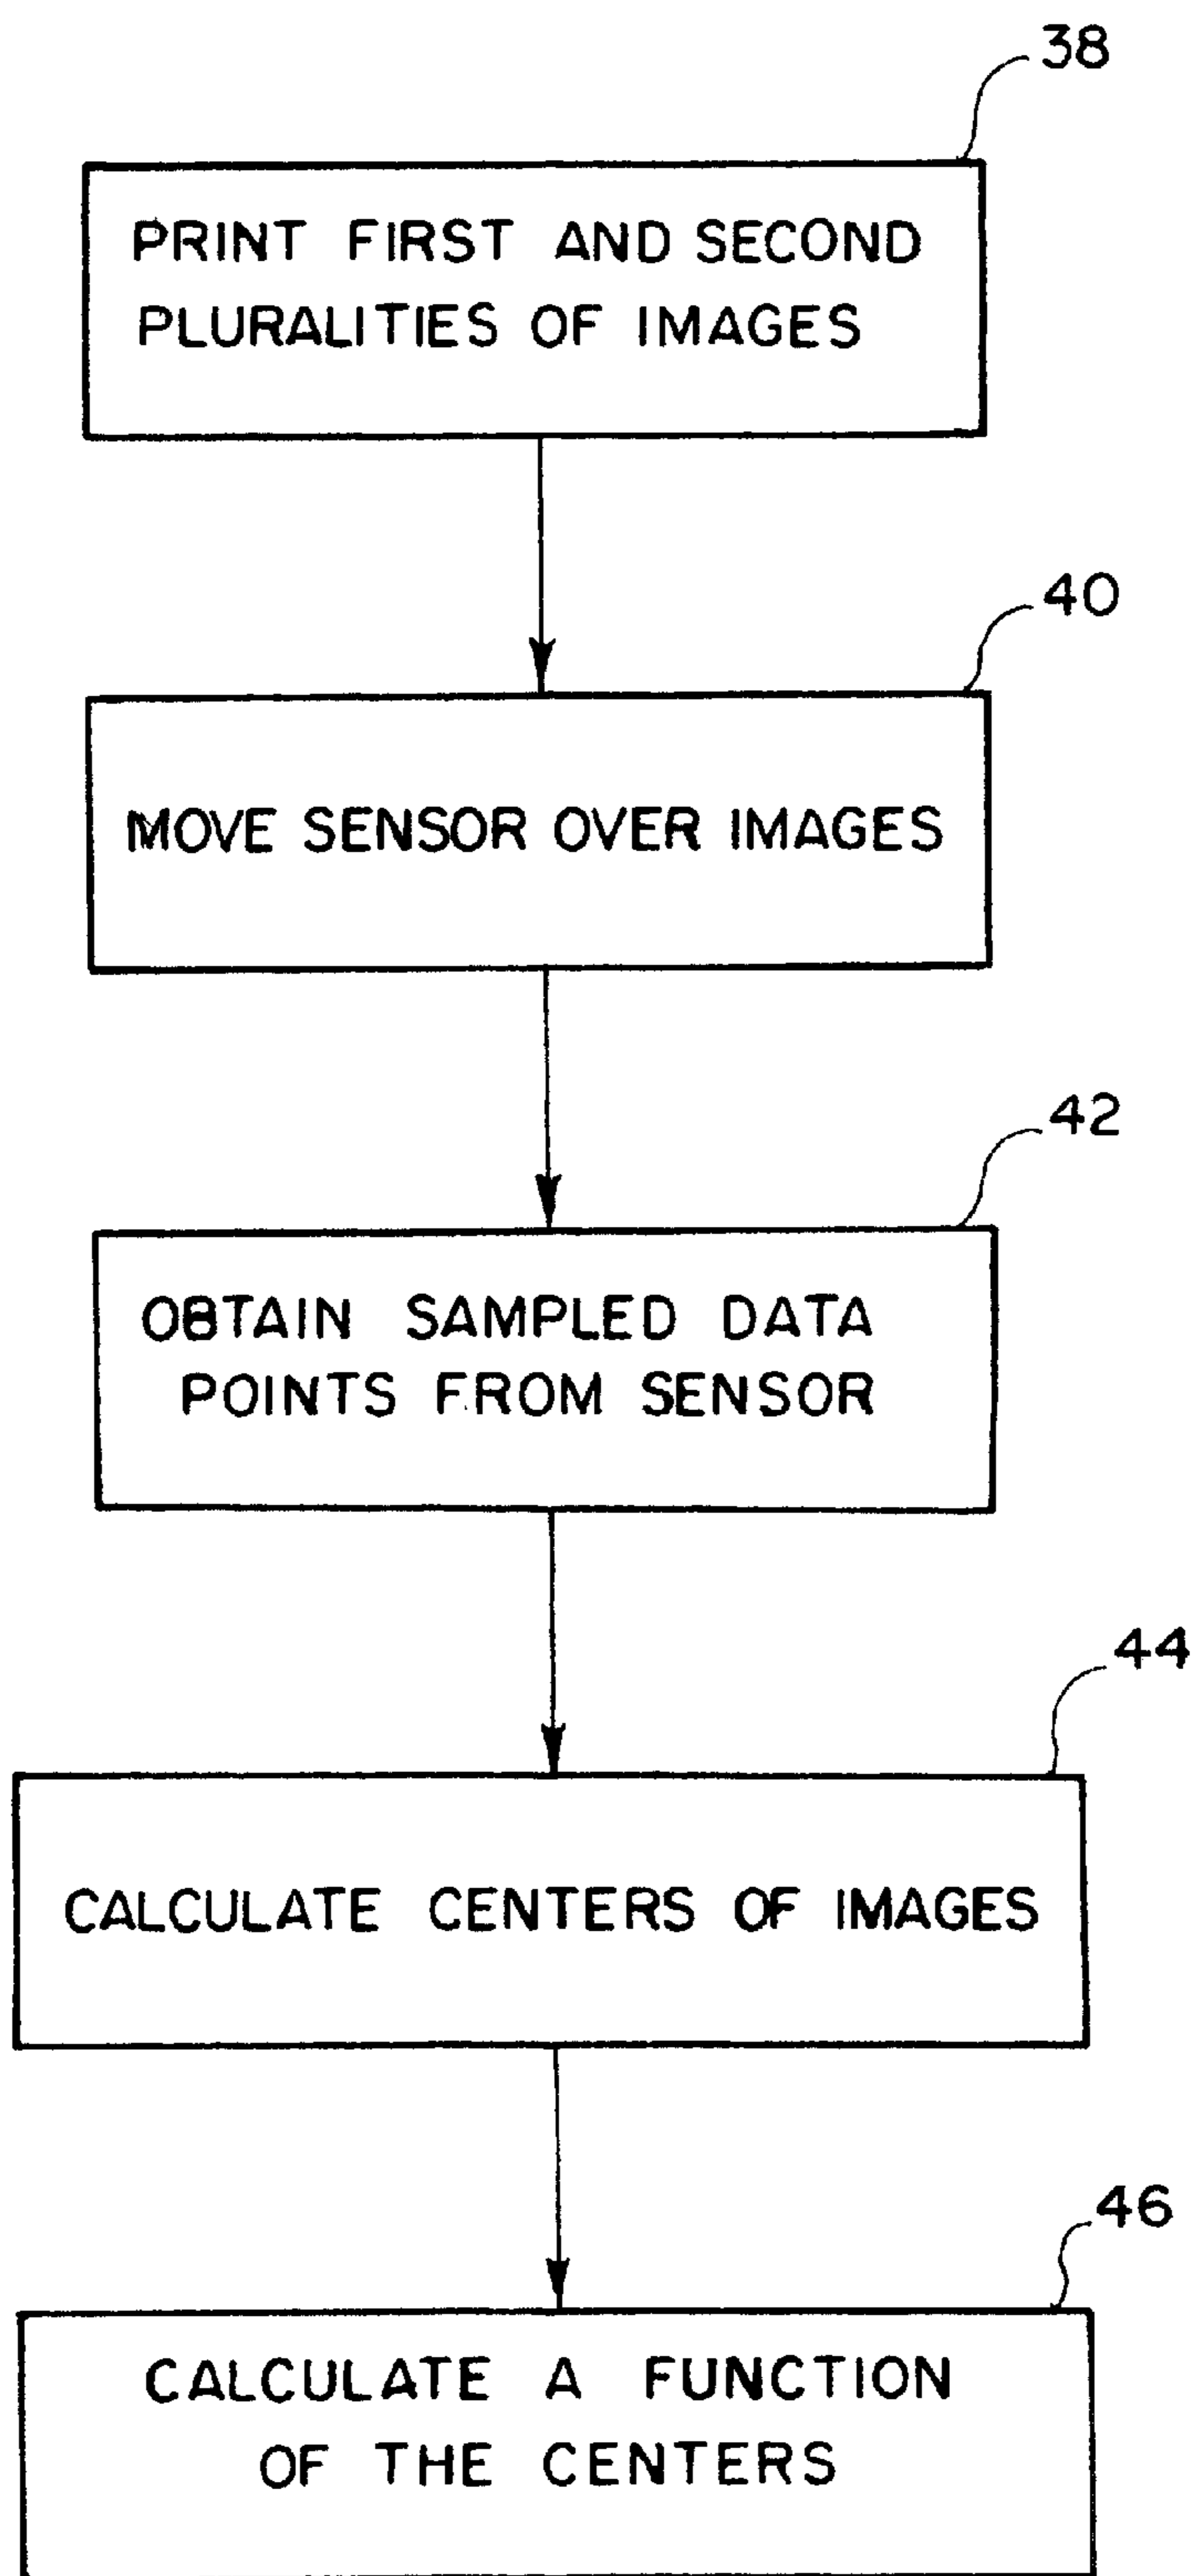 38
PRINT FIRST AND SECOND
PLURALITIES OF IMAGES
40
MOVE SENSOR OVER IMAGES
42
OBTAIN SAMPLED DATA
POINTS FROM SENSOR
44
CALCULATE CENTERS OF IMAGES
46
CALCULATE A FUNCTION
OF THE CENTERS